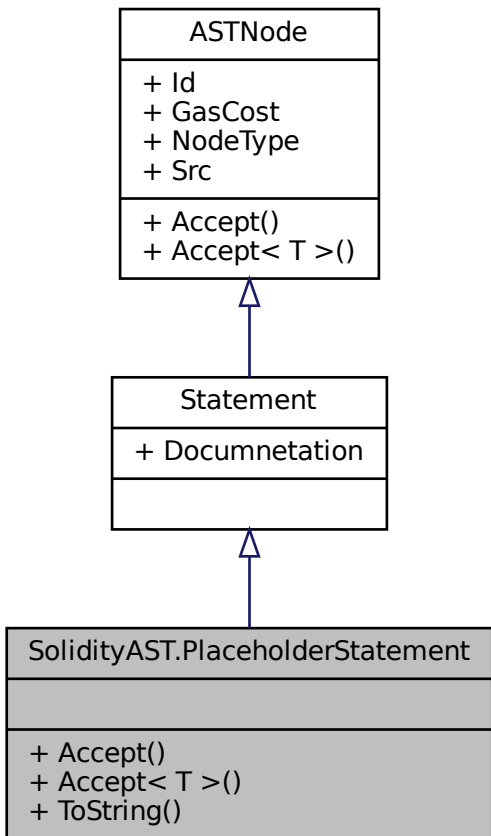 ASTNode
+ Id
+ GasCost
+ NodeType
+ Src
+ Accept()
+ Accept< T >()
Statement
+ Documnetation
SolidityAST.PlaceholderStatement
+ Accept()
+ Accept< T >()
+ ToString()